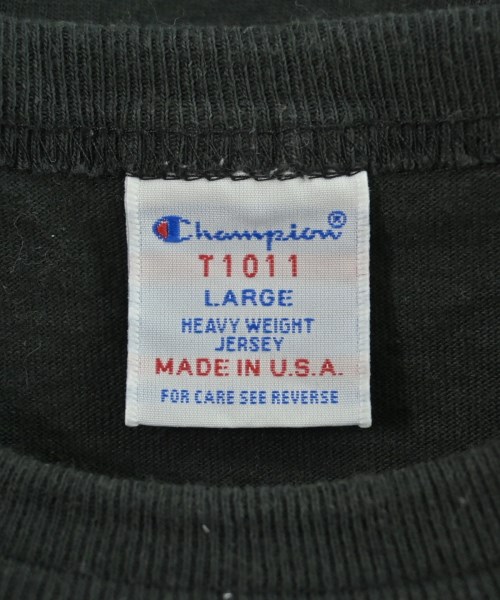 Champion®
T1011
LARGE
HEAVY WEIGHT
JERSEY
MADE IN U.S.A.
FOR CARE SEE REVERSE